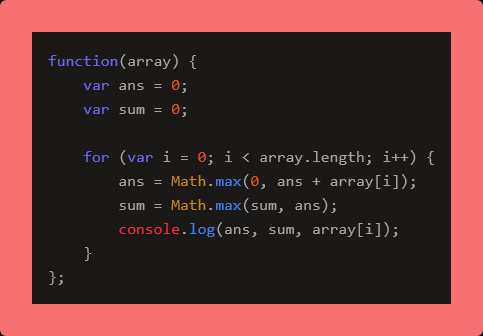 function(array) {
    var ans = 0;
    var sum = 0;

    for (var i = 0; i < array.length; i++) {
        ans = Math.max(0, ans + array[i]);
        sum = Math.max(sum, ans);
        console.log(ans, sum, array[i]);
    }
};